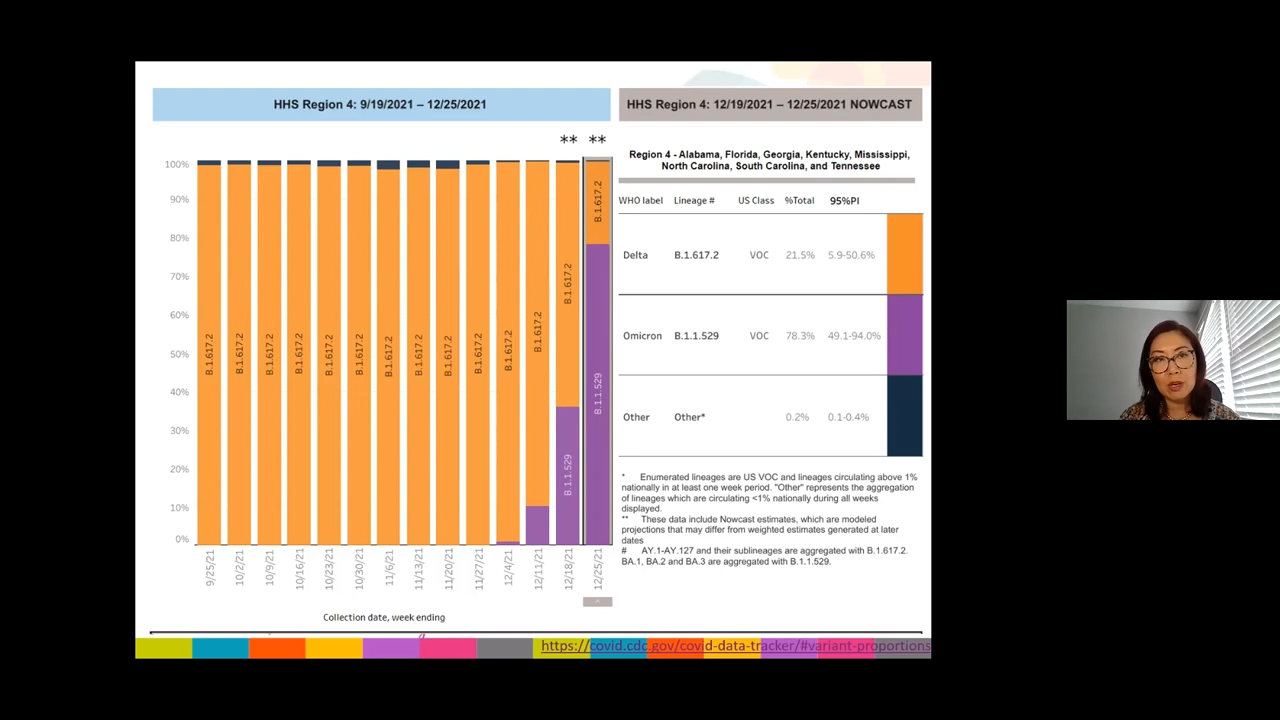 HHS Region 4: 9/19/2021 – 12/25/2021
HHS Region 4: 12/19/2021 – 12/25/2021 NOWCAST
** **
100%
90%
80%
70%
60%
50%
40%
30%
20%
10%
0%
B.1.617.2
B.1.617.2
B.1.617.2
B.1.617.2
B.1.617.2
B.1.617.2
B.1.617.2
B.1.617.2
B.1.617.2
B.1.617.2
B.1.617.2
B.1.617.2
B.1.617.2
B.1.1.529
B.1.617.2
B.1.1.529
9/25/21
10/2/21
10/9/21
10/16/21
10/23/21
10/30/21
11/6/21
11/13/21
11/20/21
11/27/21
12/4/21
12/11/21
12/18/21
12/25/21
Collection date, week ending
Region 4 - Alabama, Florida, Georgia, Kentucky, Mississippi,
North Carolina, South Carolina, and Tennessee
WHO label Lineage # US Class %Total 95%PI
Delta B.1.617.2 VOC 21.5% 5.9-50.6%
Omicron B.1.1.529 VOC 78.3% 49.1-94.0%
Other Other* 0.2% 0.1-0.4%
* Enumerated lineages are US VOC and lineages circulating above 1%
nationally in at least one week period. "Other" represents the aggregation
of lineages which are circulating <1% nationally during all weeks
displayed.
** These data include Nowcast estimates, which are modeled
projections that may differ from weighted estimates generated at later
dates
# AY.1-AY.127 and their sublineages are aggregated with B.1.617.2.
BA.1, BA.2 and BA.3 are aggregated with B.1.1.529.
https://covid.cdc.gov/covid-data-tracker/#variant-proportions